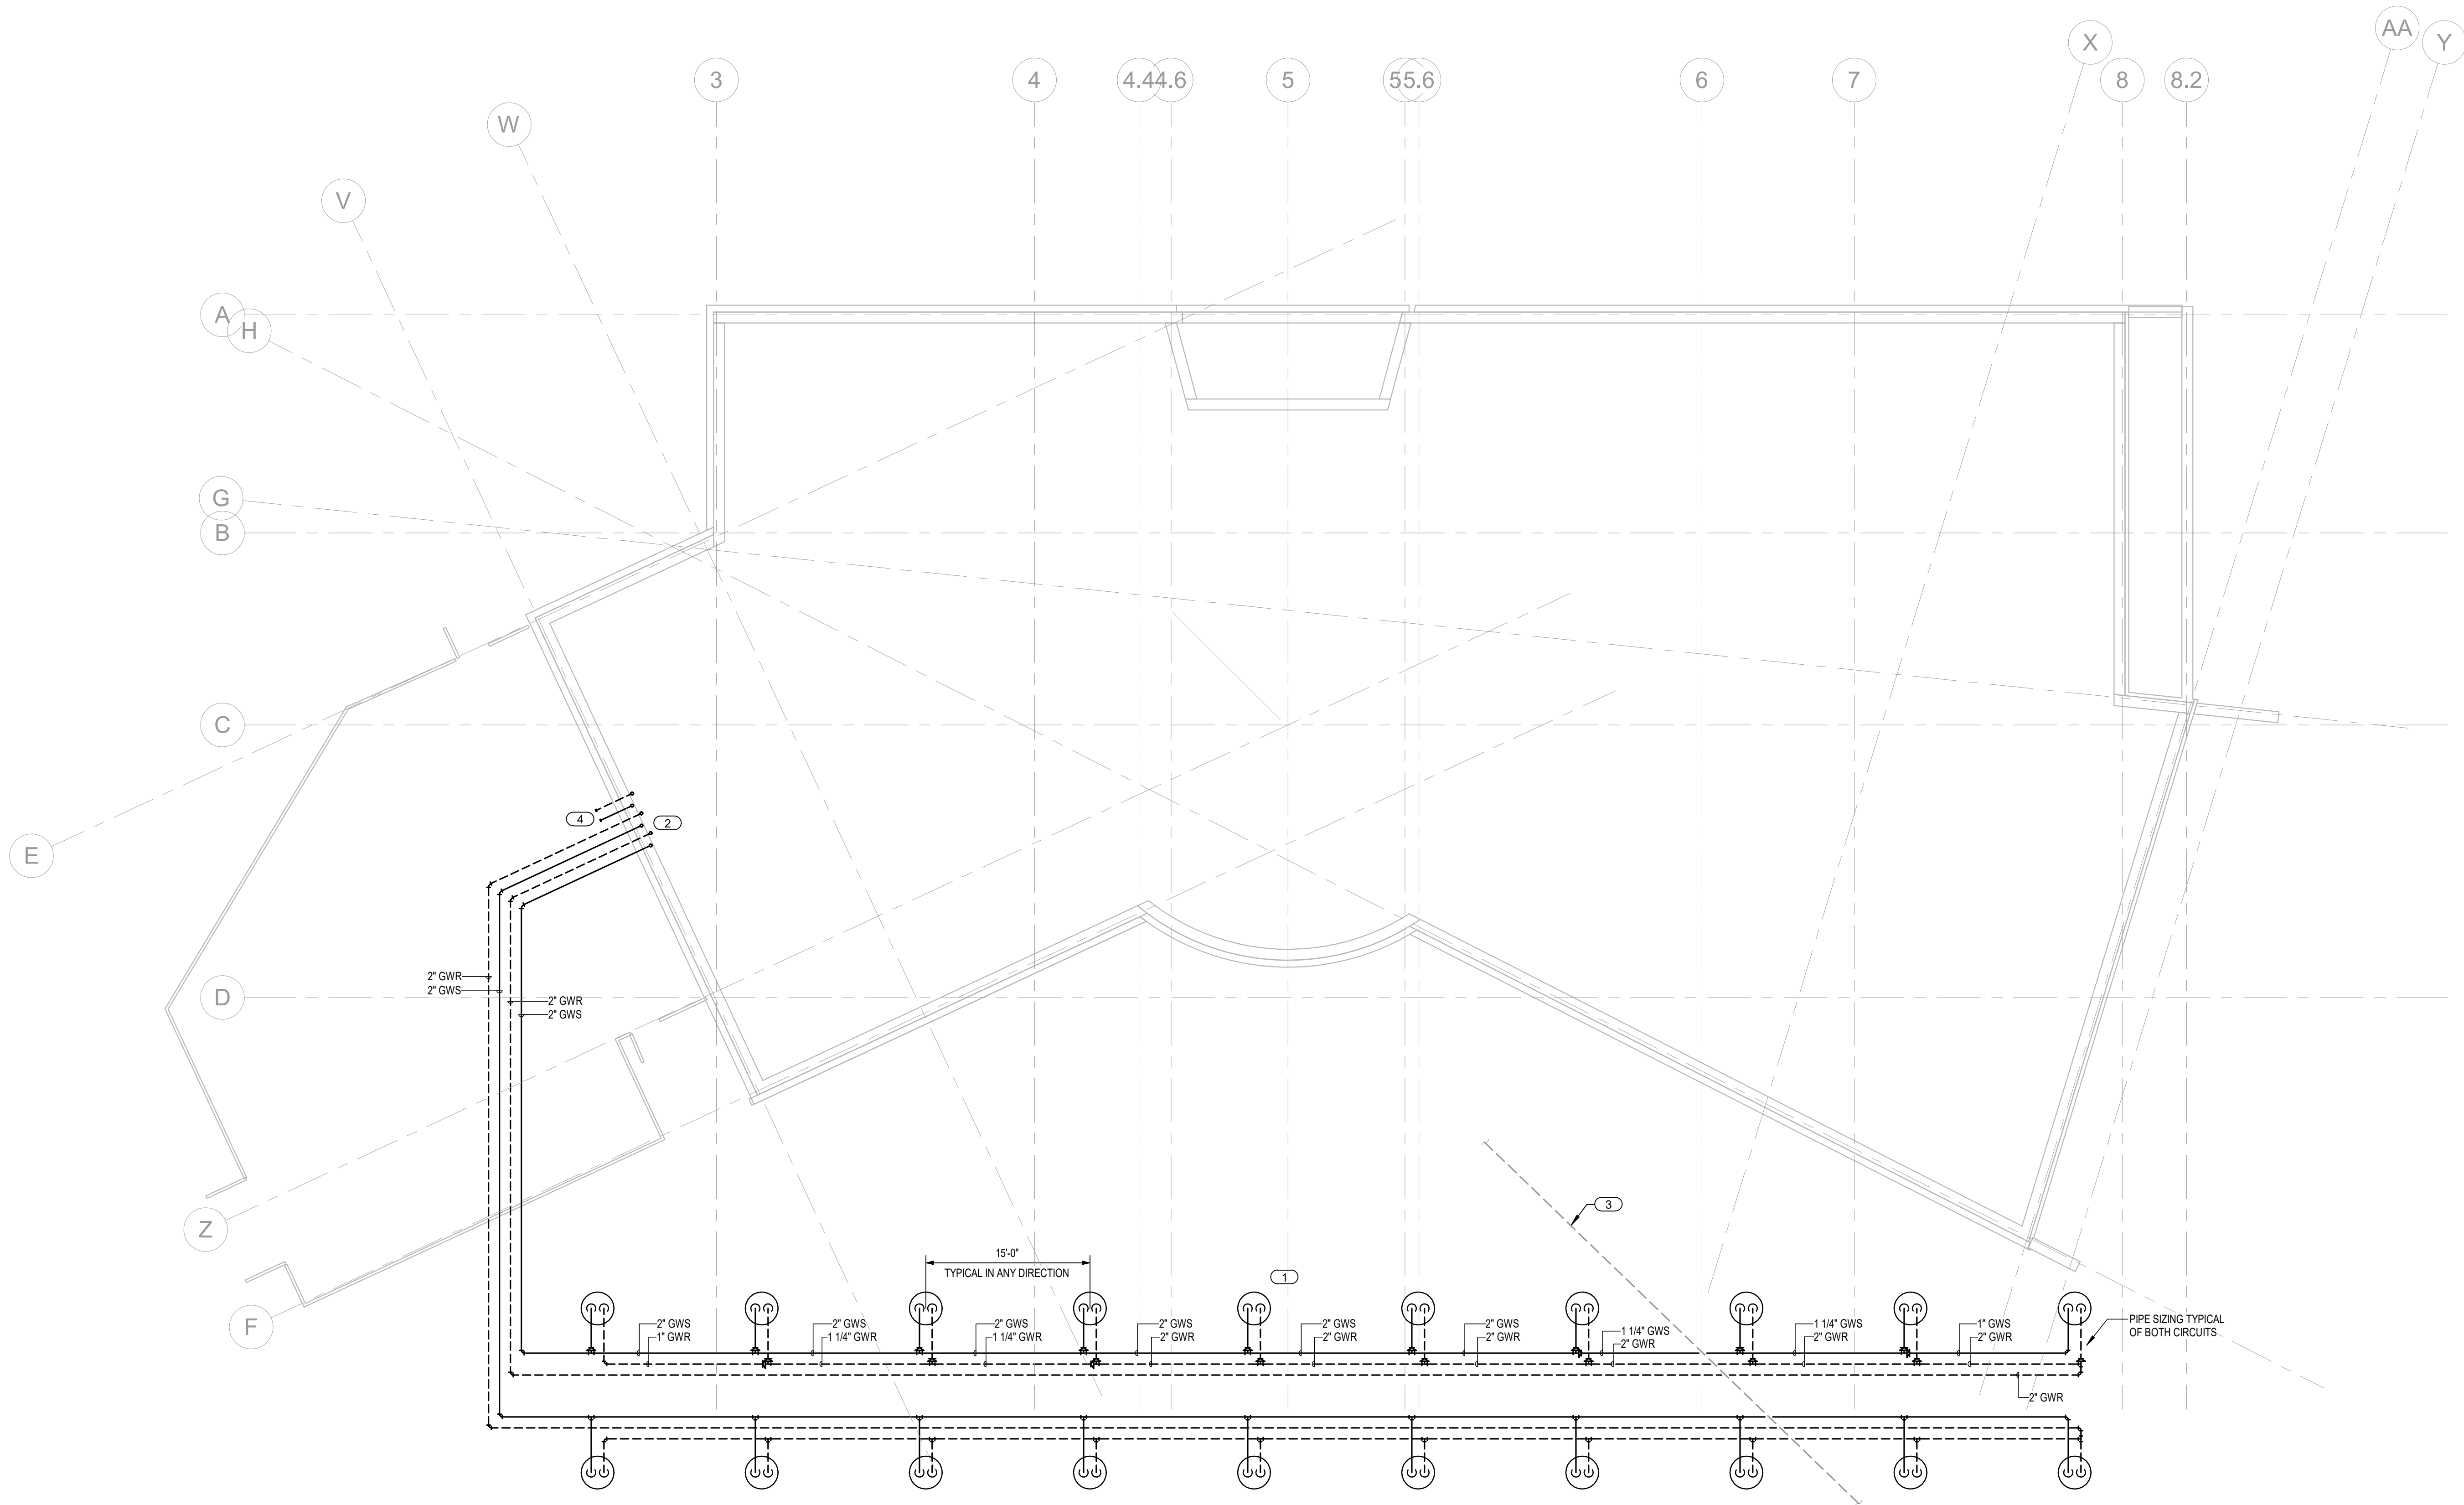 AA
X
Y
3
4
4.4
4.6
5
5
5.6
6
7
8
8.2
W
V
A
H
G
B
C
4
2
E
2" GWR
2" GWS
D
2" GWR
2" GWS
3
Z
15'-0"
TYPICAL IN ANY DIRECTION
1
F
2" GWS
1" GWR
2" GWS
1 1/4" GWR
2" GWS
1 1/4" GWR
2" GWS
2" GWR
2" GWS
2" GWR
2" GWS
2" GWR
1 1/4" GWS
2" GWR
1 1/4" GWS
2" GWR
1" GWS
2" GWR
PIPE SIZING TYPICAL
OF BOTH CIRCUITS
2" GWR